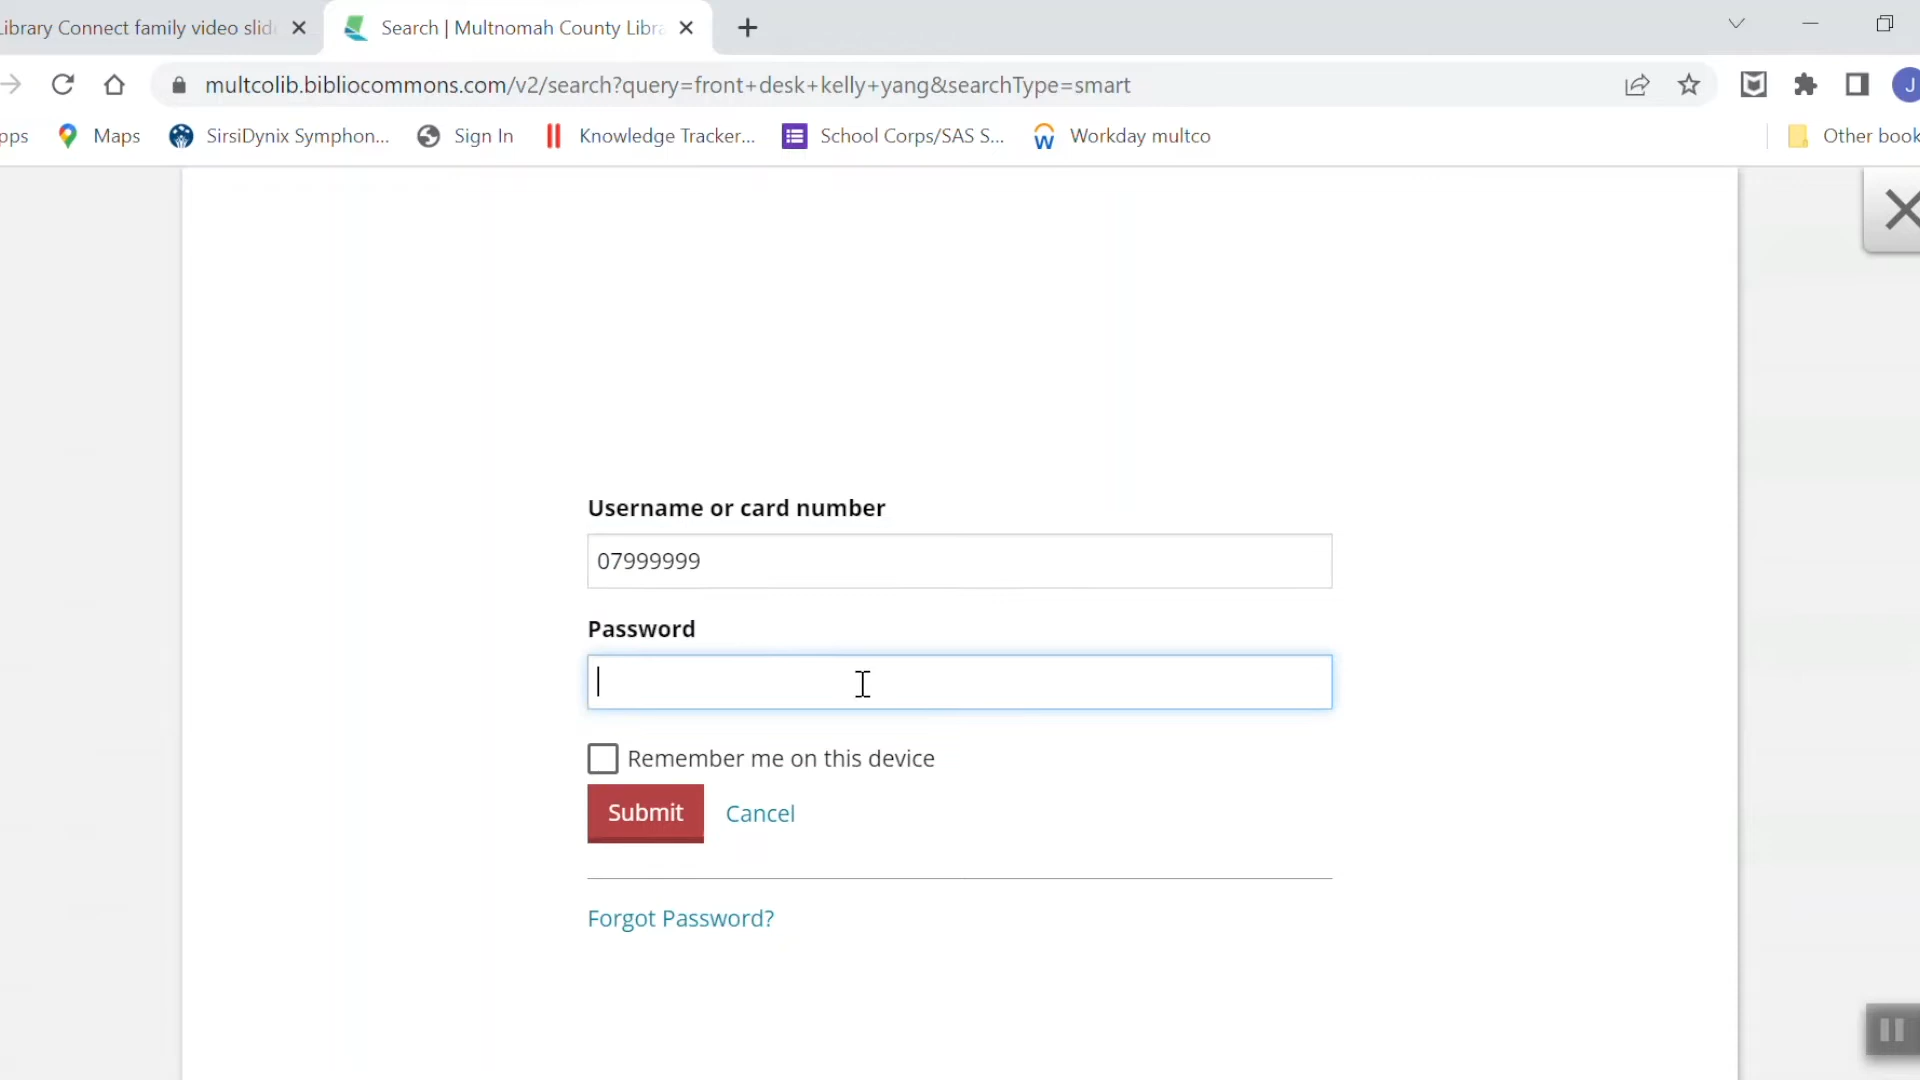 Library Connect family video slid
Search | Multnomah County Libra
multcolib.bibliocommons.com/v2/search?query=front+desk+kelly+yang&searchType=smart
J
pps
Maps
SirsiDynix Symphon...
Sign In
Knowledge Tracker...
School Corps/SAS S...
Workday multco
Other book
Username or card number
07999999
Password
Remember me on this device
Submit
Cancel
Forgot Password?